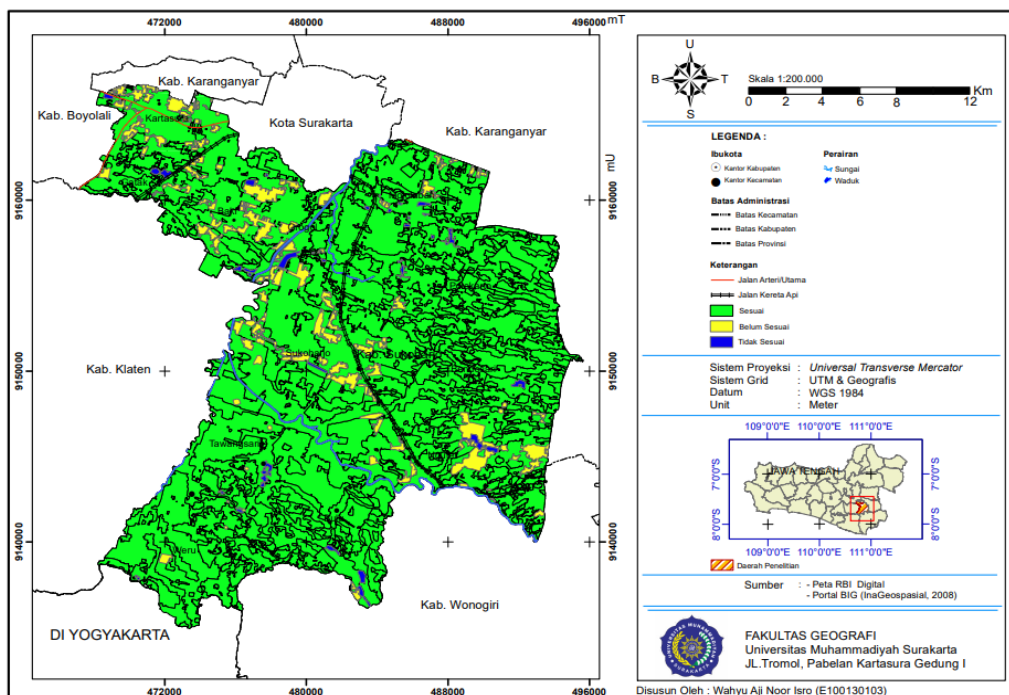 472000 480000 488000 496000 mT
Kab. Karanganyar
Kab. Boyolali
Kartasura
Kota Surakarta
Kab. Karanganyar
mU
9160000 9160000
Baki
Kab. Klaten
Sukoharjo
9150000 9150000
Tawangsari
9140000 9140000
Weru
Kab. Wonogiri
DI YOGYAKARTA
472000 480000 488000 496000
U
B T
S
Skala 1:200.000
Km
0 2 4 6 8 10 12
LEGENDA :
Ibukota Perairan
Kantor Kabupaten Sungai
Kantor Kecamatan Waduk
Batas Administrasi
Batas Kecamatan
Batas Kabupaten
Batas Provinsi
Keterangan
Jalan Arteri/Utama
Jalan Kereta Api
Sesuai
Belum Sesuai
Tidak Sesuai
Sistem Proyeksi : Universal Transverse Mercator
Sistem Grid : UTM & Geografis
Datum : WGS 1984
Unit : Meter
109°0'0"E 110°0'0"E 111°0'0"E
JAWA TENGAH
7°0'0"S 7°0'0"S
8°0'0"S 8°0'0"S
109°0'0"E 110°0'0"E 111°0'0"E
Daerah Penelitian
Sumber : - Peta RBI Digital
- Portal BIG (InaGeospasial, 2008)
UNIVERSITAS MUHAMMADIYAH
SURAKARTA
FAKULTAS GEOGRAFI
Universitas Muhammadiyah Surakarta
JL.Tromol, Pabelan Kartasura Gedung I
Disusun Oleh : Wahyu Aji Noor Isro (E100130103)